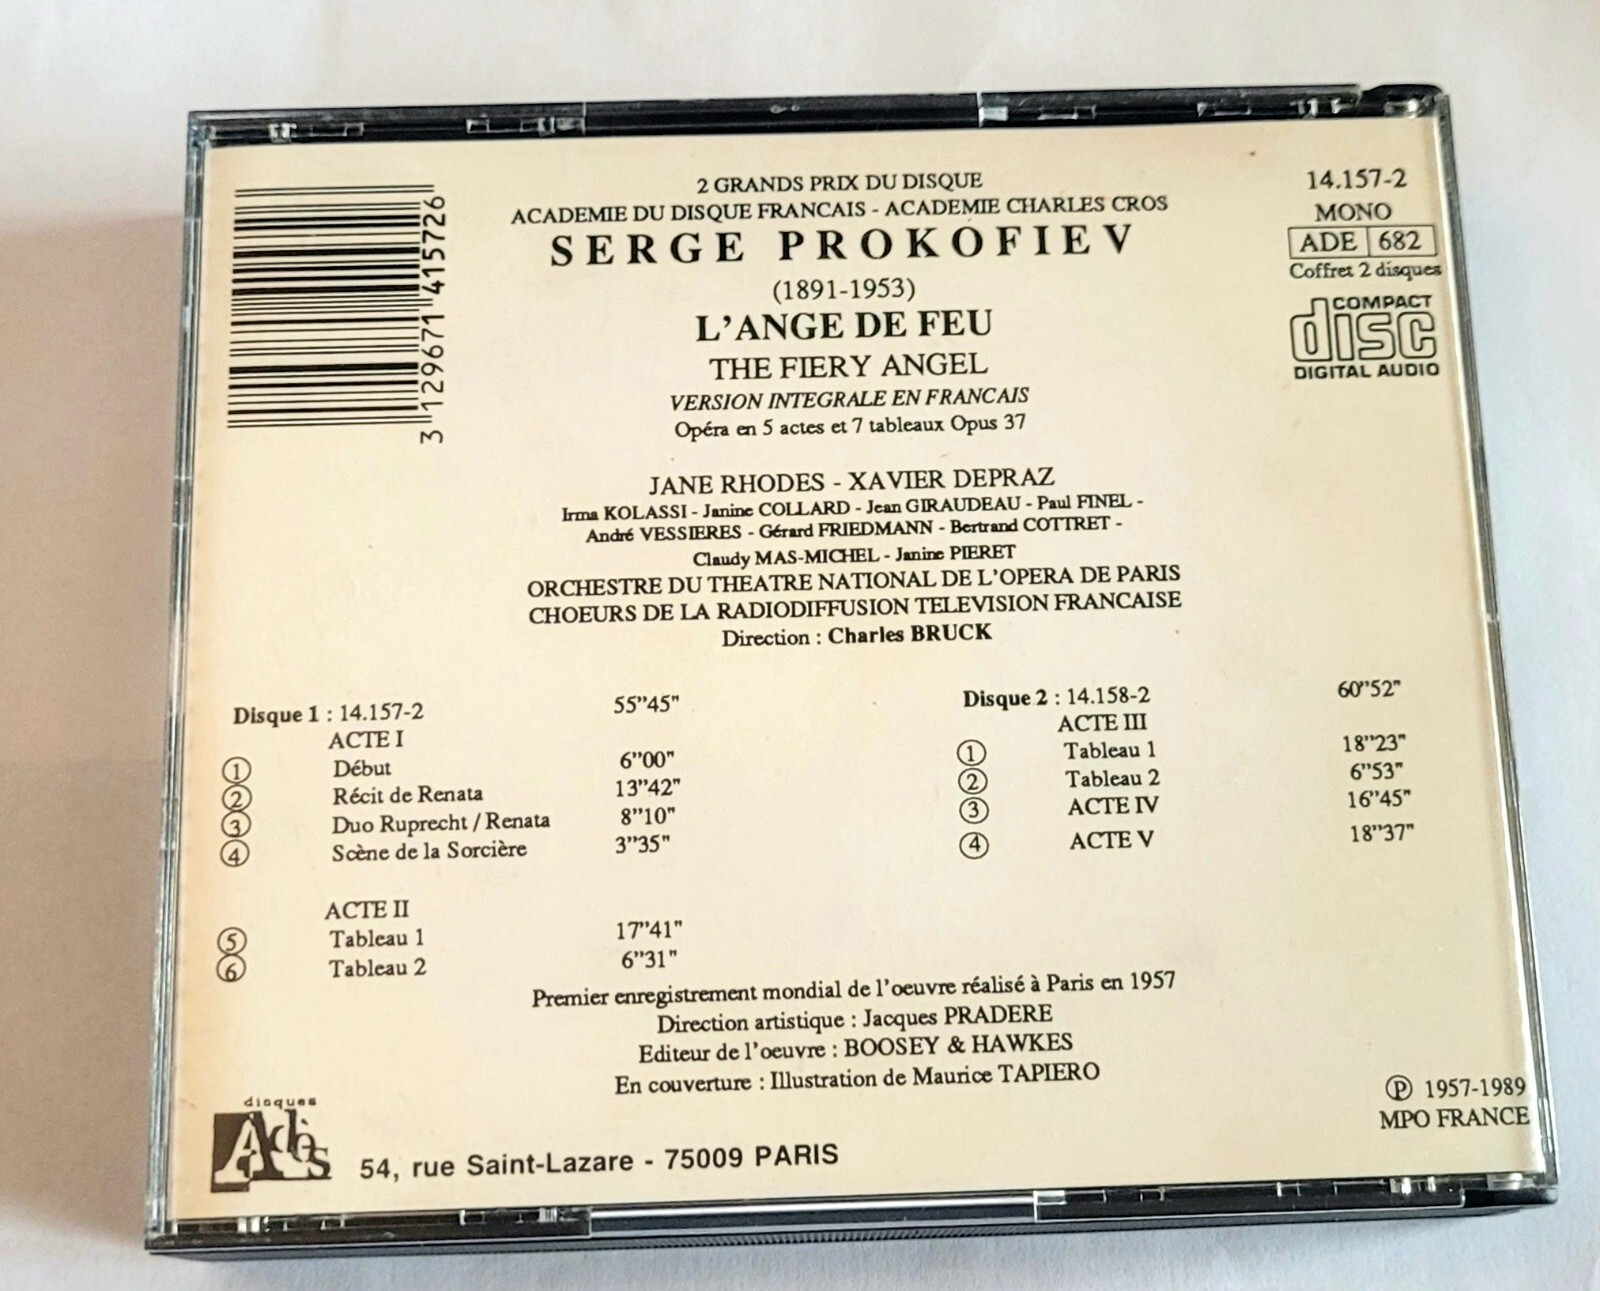 3 129671 415726
2 GRANDS PRIX DU DISQUE
ACADEMIE DU DISQUE FRANCAIS - ACADEMIE CHARLES CROS
SERGE PROKOFIEV
(1891-1953)
L'ANGE DE FEU
THE FIERY ANGEL
VERSION INTEGRALE EN FRANCAIS
Opéra en 5 actes et 7 tableaux Opus 37
14.157-2
MONO
ADE 682
Coffret 2 disques
COMPACT
disc
DIGITAL AUDIO
JANE RHODES - XAVIER DEPRAZ
Irma KOLASSI - Janine COLLARD - Jean GIRAUDEAU - Paul FINEL -
André VESSIERES - Gérard FRIEDMANN - Bertrand COTTRET -
Claudy MAS-MICHEL - Janine PIERET
ORCHESTRE DU THEATRE NATIONAL DE L'OPERA DE PARIS
CHOEURS DE LA RADIODIFFUSION TELEVISION FRANCAISE
Direction : Charles BRUCK
Disque 1 : 14.157-2 55"45"
ACTE I
1 Début 6"00"
2 Récit de Renata 13"42"
3 Duo Ruprecht / Renata 8"10"
4 Scène de la Sorcière 3"35"
ACTE II
5 Tableau 1 17"41"
6 Tableau 2 6"31"
Disque 2 : 14.158-2 60"52"
ACTE III
1 Tableau 1 18"23"
2 Tableau 2 6"53"
3 ACTE IV 16"45"
4 ACTE V 18"37"
Premier enregistrement mondial de l'oeuvre réalisé à Paris en 1957
Direction artistique : Jacques PRADERE
Editeur de l'oeuvre : BOOSEY & HAWKES
En couverture : Illustration de Maurice TAPIERO
disques
Adès
54, rue Saint-Lazare - 75009 PARIS
Ⓟ 1957-1989
MPO FRANCE